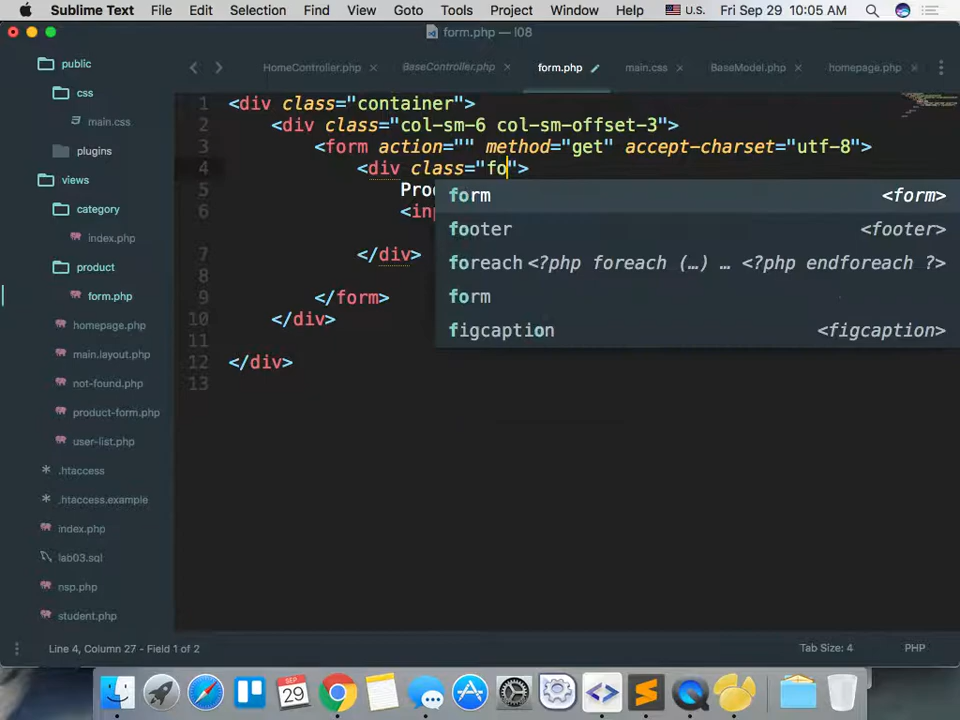 Sublime Text File Edit Selection Find View Goto Tools Project Window Help U.S. Fri Sep 29 10:05 AM
form.php — l08
public
css
main.css
plugins
views
category
index.php
product
form.php
homepage.php
main.layout.php
not-found.php
product-form.php
user-list.php
.htaccess
.htaccess.example
index.php
lab03.sql
nsp.php
student.php
HomeController.php × BaseController.php × form.php main.css × BaseModel.php × homepage.php ×
1 <div class="container">
2 <div class="col-sm-6 col-sm-offset-3">
3 <form action="" method="get" accept-charset="utf-8">
4 <div class="fo">
5 Pro
6 <inp
7 </div>
8
9 </form>
10 </div>
11
12 </div>
13
form <form>
footer <footer>
foreach <?php foreach (…) … <?php endforeach ?>
form
figcaption <figcaption>
Line 4, Column 27 - Field 1 of 2 Tab Size: 4 PHP
SEP
29